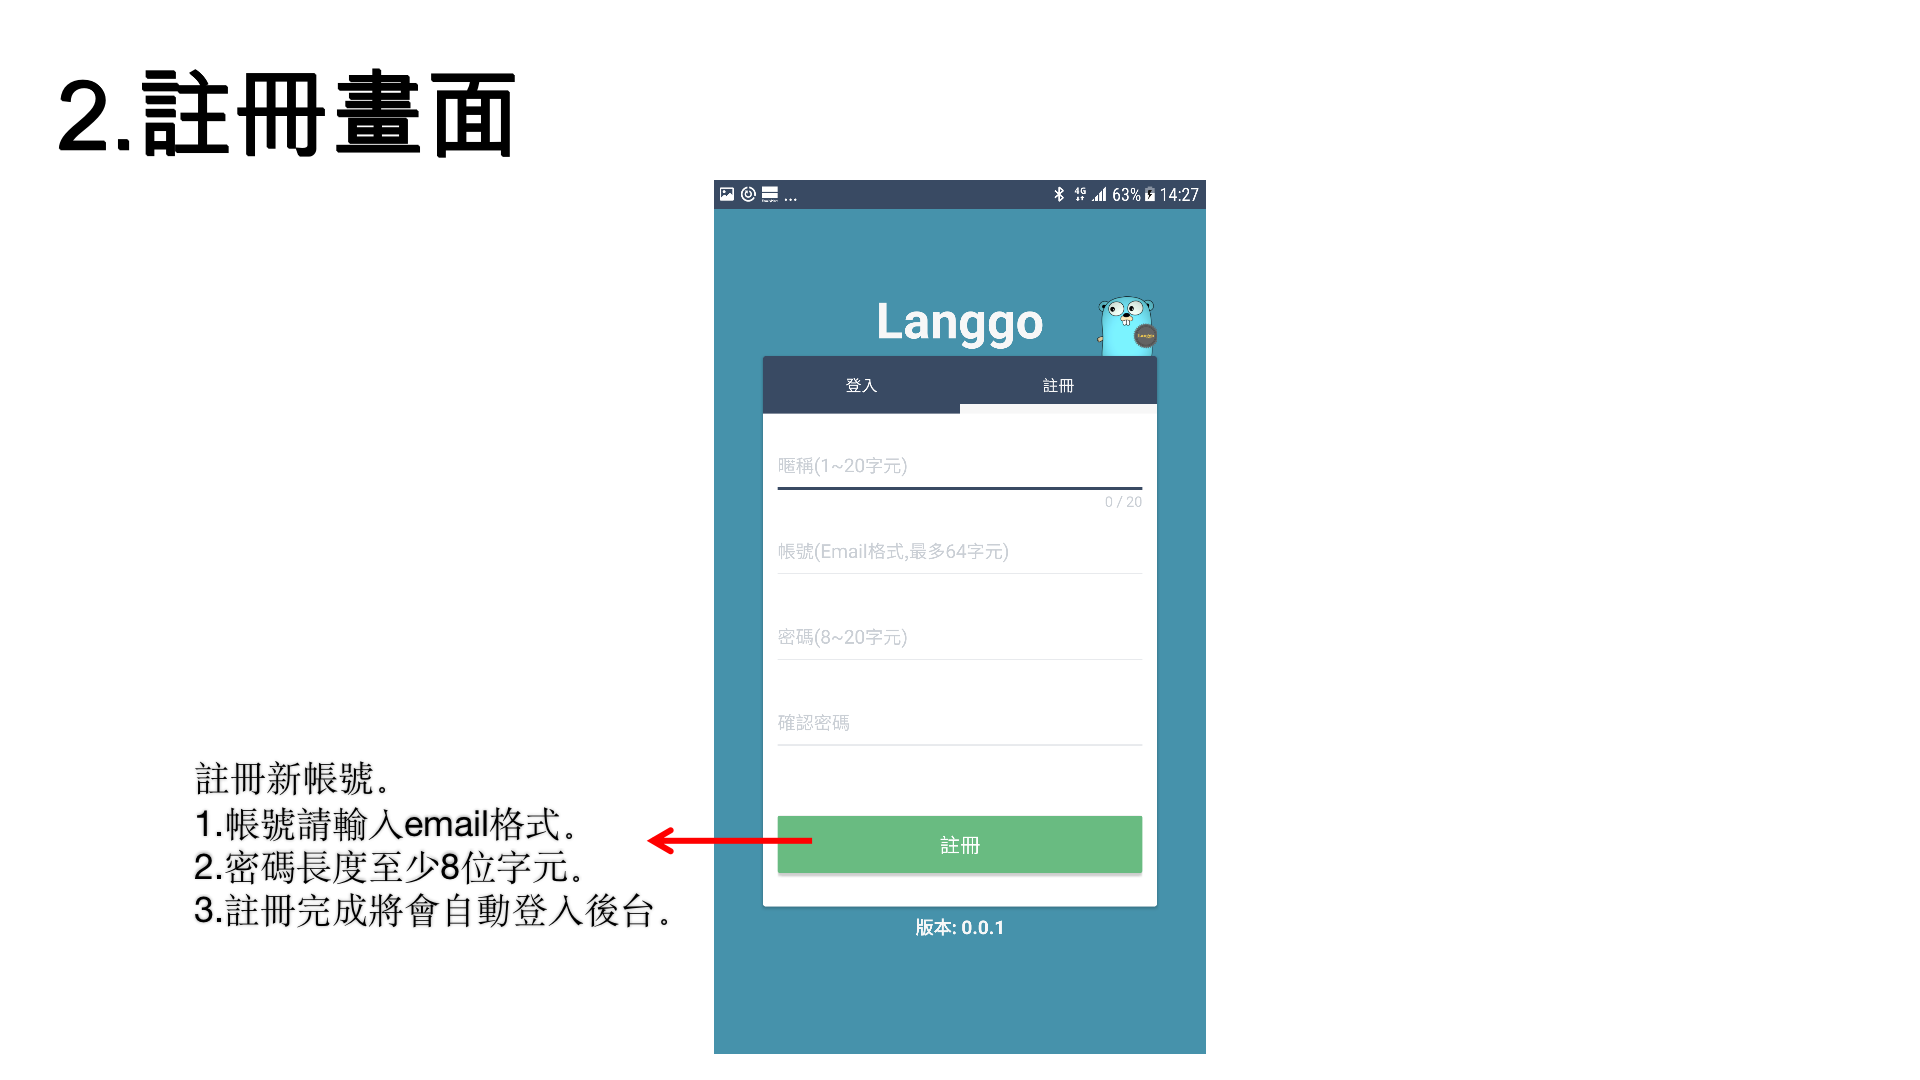 2.註冊畫面
... 4G 63% 14:27
Langgo
登入 註冊
暱稱(1~20字元)
0 / 20
帳號(Email格式,最多64字元)
密碼(8~20字元)
確認密碼
註冊
版本: 0.0.1
註冊新帳號。
1.帳號請輸入email格式。
2.密碼長度至少8位字元。
3.註冊完成將會自動登入後台。